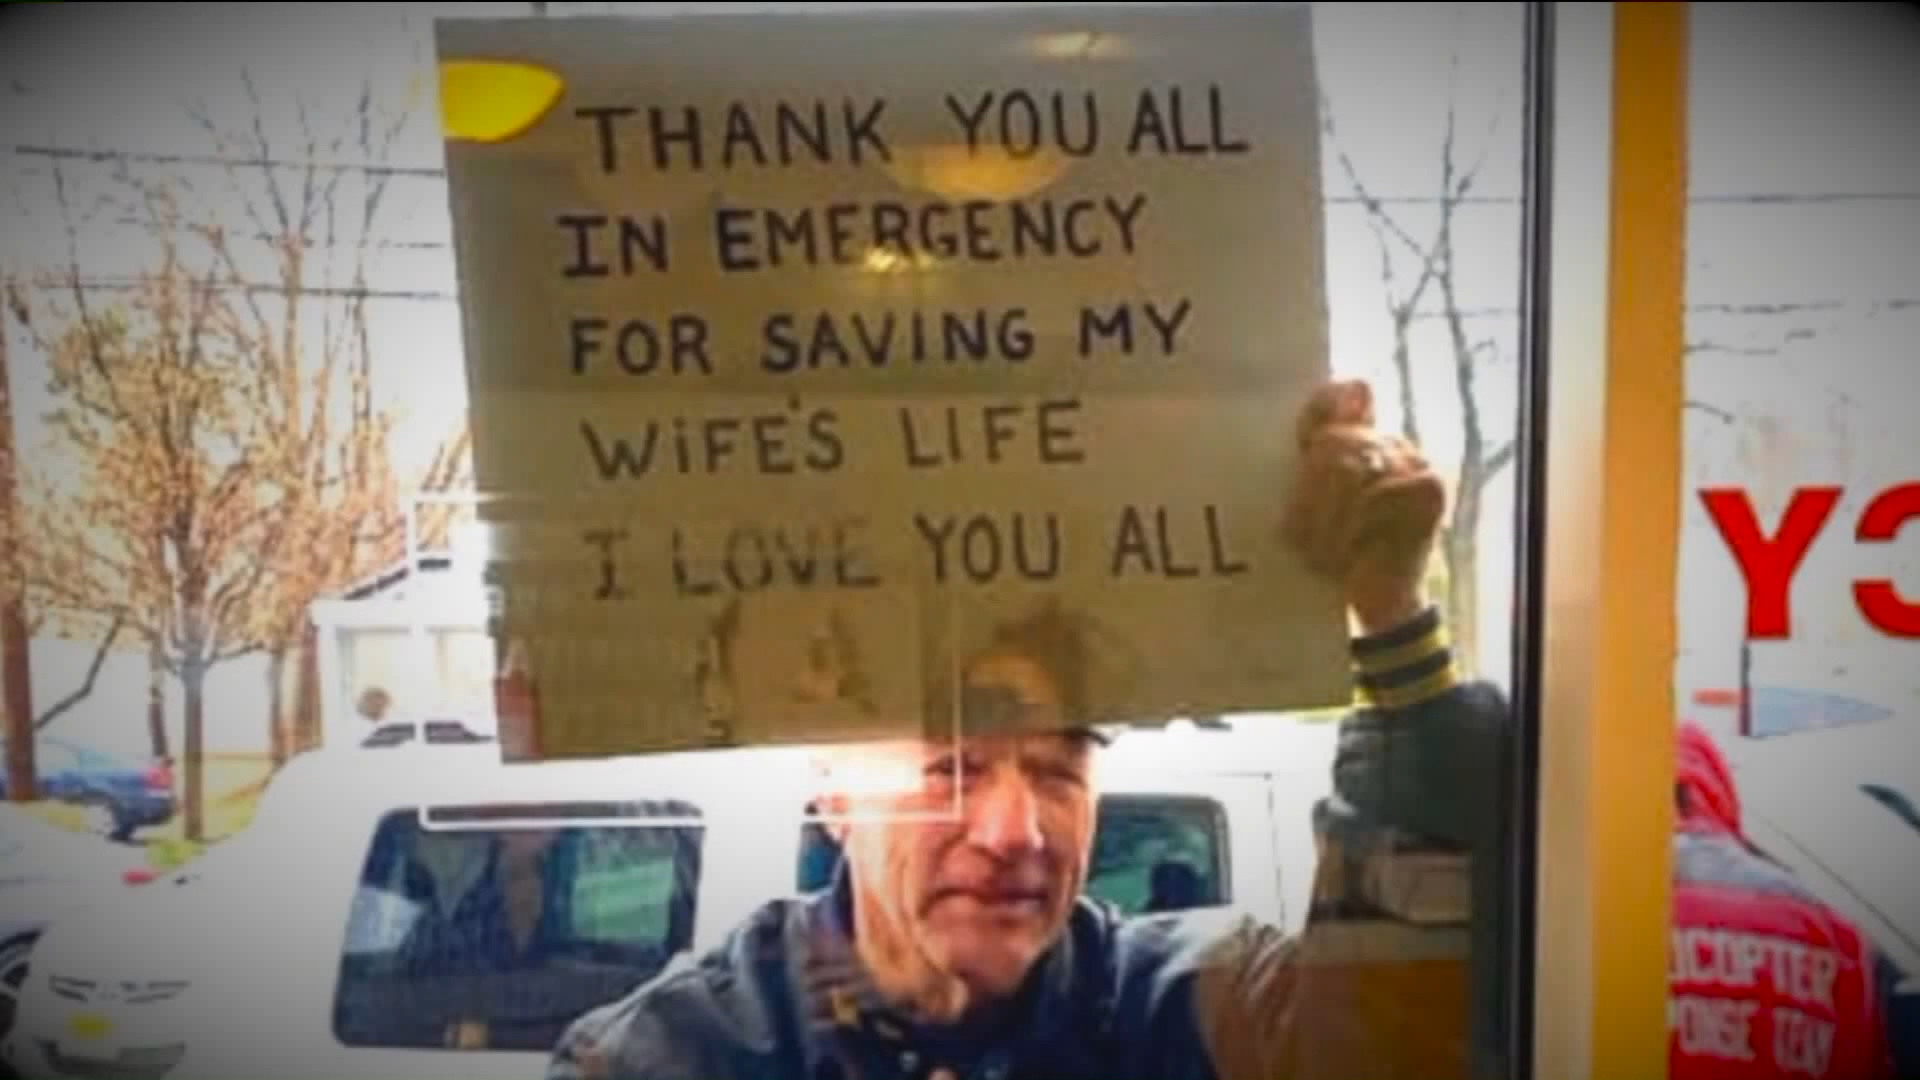 THANK YOU ALL
IN EMERGENCY
FOR SAVING MY
WIFE'S LIFE
I LOVE YOU ALL